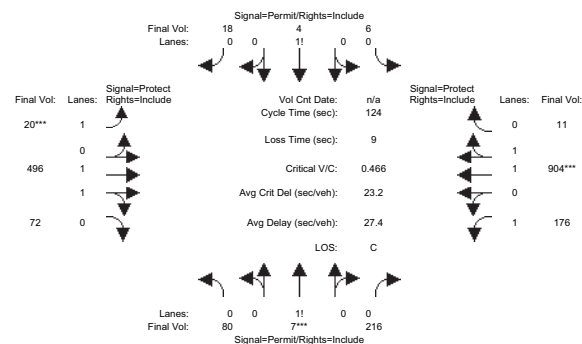 Signal=Permit/Rights=Include
Final Vol: 18 4 6
Lanes: 0 0 1! 0 0
Signal=Protect
Final Vol: Lanes: Rights=Include
Vol Cnt Date: n/a
Signal=Protect
Rights=Include Lanes: Final Vol:
Cycle Time (sec): 124
20*** 1
0 11
Loss Time (sec): 9
0
1
496 1
Critical V/C: 0.466
1 904***
1
Avg Crit Del (sec/veh): 23.2
0
72 0
Avg Delay (sec/veh): 27.4
1 176
LOS: C
Lanes: 0 0 1! 0 0
Final Vol: 80 7*** 216
Signal=Permit/Rights=Include